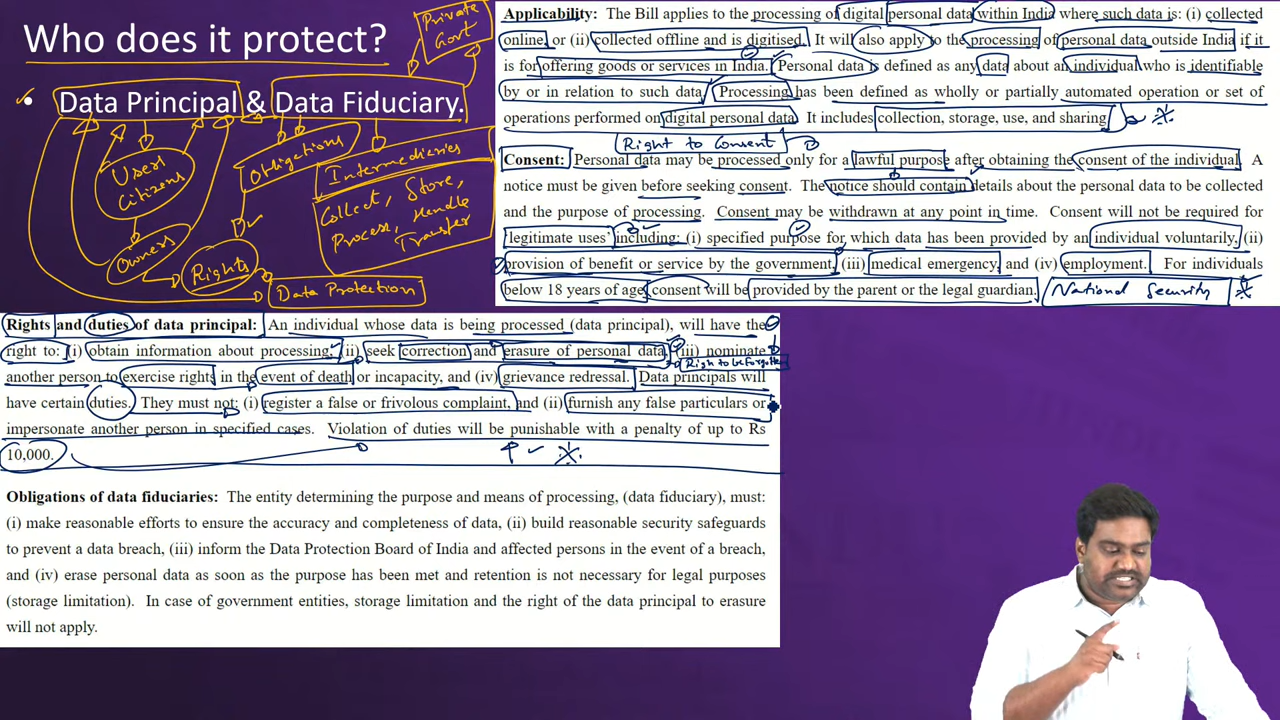 Who does it protect?
Private
Govt
• Data Principal & Data Fiduciary.
Users
Citizens
Owners
Obligations
Rights
Intermediaries
Collect, Store,
Process, Handle
Transfer
Data Protection
Applicability: The Bill applies to the processing of digital personal data within India where such data is: (i) collected
online, or (ii) collected offline and is digitised. It will also apply to the processing of personal data outside India if it
is for offering goods or services in India. Personal data is defined as any data about an individual who is identifiable
by or in relation to such data. Processing has been defined as wholly or partially automated operation or set of
operations performed on digital personal data. It includes collection, storage, use, and sharing.
Right to Consent
Consent: Personal data may be processed only for a lawful purpose after obtaining the consent of the individual. A
notice must be given before seeking consent. The notice should contain details about the personal data to be collected
and the purpose of processing. Consent may be withdrawn at any point in time. Consent will not be required for
legitimate uses' including: (i) specified purpose for which data has been provided by an individual voluntarily, (ii)
provision of benefit or service by the government, (iii) medical emergency, and (iv) employment. For individuals
below 18 years of age, consent will be provided by the parent or the legal guardian.
National Security
Rights and duties of data principal: An individual whose data is being processed (data principal), will have the
right to: (i) obtain information about processing, (ii) seek correction and erasure of personal data, (iii) nominate
Right to be Forgotten
another person to exercise rights in the event of death or incapacity, and (iv) grievance redressal. Data principals will
have certain duties. They must not: (i) register a false or frivolous complaint, and (ii) furnish any false particulars or
impersonate another person in specified cases. Violation of duties will be punishable with a penalty of up to Rs
10,000.
Obligations of data fiduciaries: The entity determining the purpose and means of processing, (data fiduciary), must:
(i) make reasonable efforts to ensure the accuracy and completeness of data, (ii) build reasonable security safeguards
to prevent a data breach, (iii) inform the Data Protection Board of India and affected persons in the event of a breach,
and (iv) erase personal data as soon as the purpose has been met and retention is not necessary for legal purposes
(storage limitation). In case of government entities, storage limitation and the right of the data principal to erasure
will not apply.